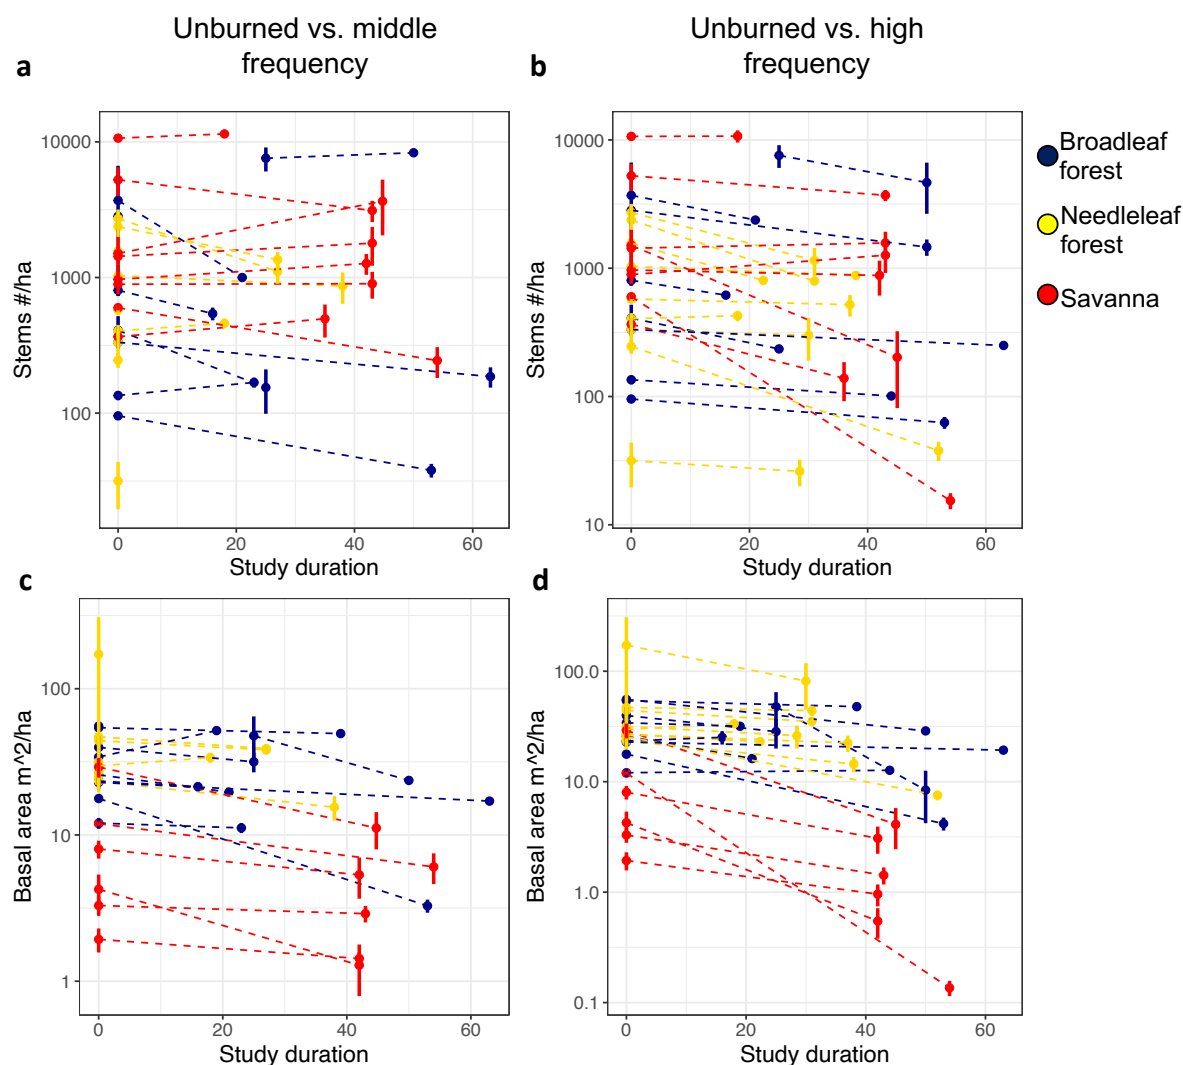 Unburned vs. middle
frequency
Unburned vs. high
frequency
a
b
10000
1000
100
Stems #/ha
0
20
40
60
Study duration
10000
1000
100
10
Stems #/ha
0
20
40
60
Study duration
Broadleaf
forest
Needleleaf
forest
Savanna
c
d
100
10
1
Basal area m^2/ha
0
20
40
60
Study duration
100.0
10.0
1.0
0.1
Basal area m^2/ha
0
20
40
60
Study duration